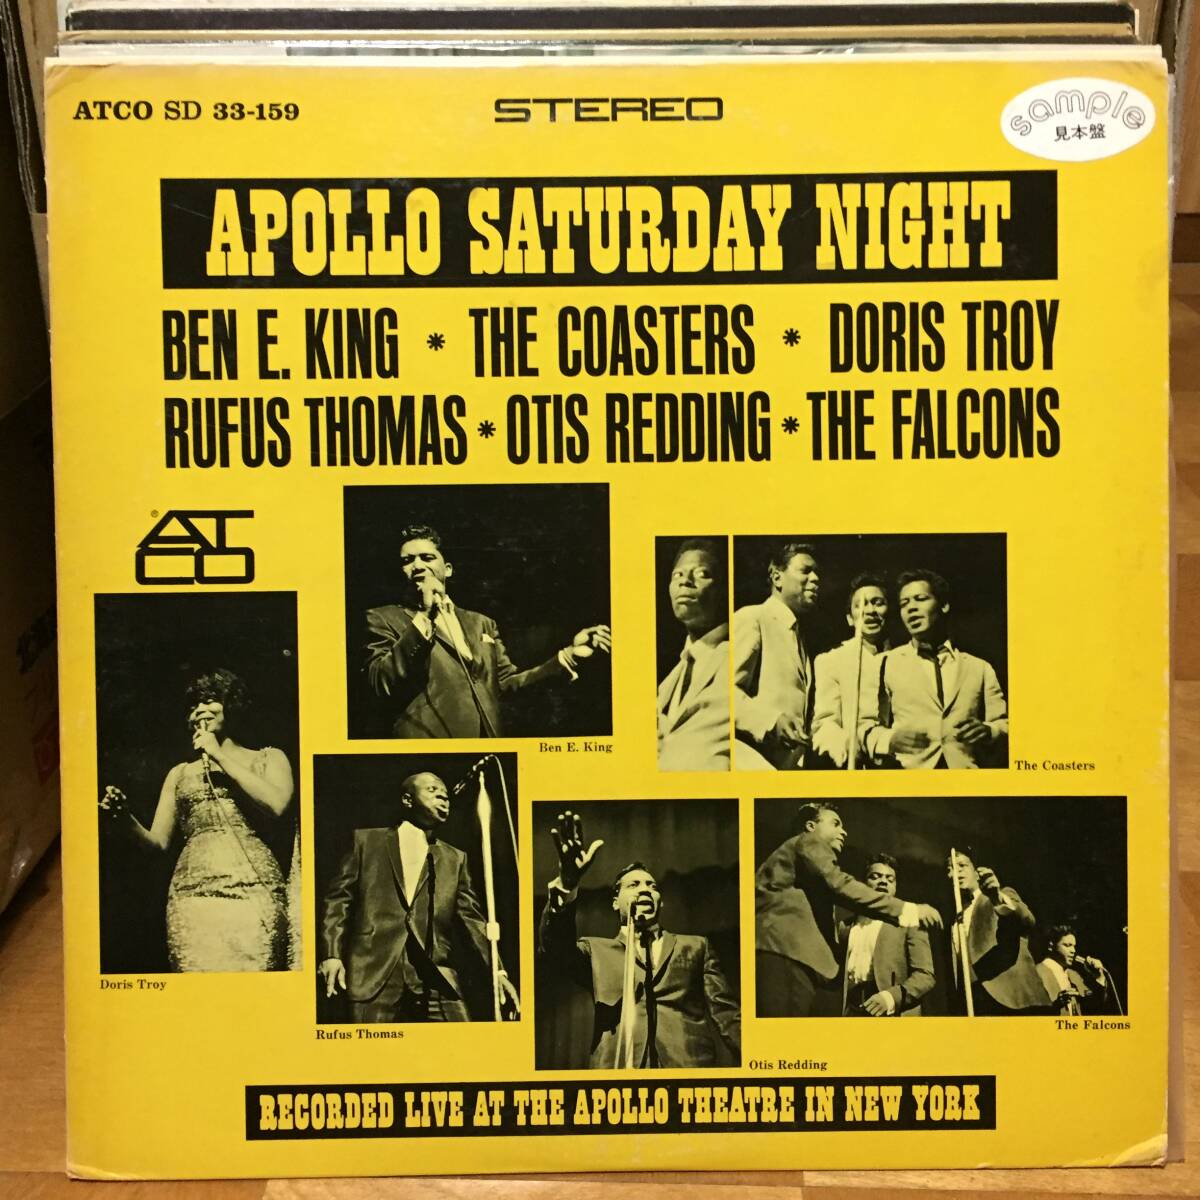 ATCO SD 33-159
STEREO
sample
見本盤
APOLLO SATURDAY NIGHT
BEN E. KING * THE COASTERS * DORIS TROY
RUFUS THOMAS * OTIS REDDING * THE FALCONS
® ATCO
Ben E. King
The Coasters
Doris Troy
Rufus Thomas
Otis Redding
The Falcons
RECORDED LIVE AT THE APOLLO THEATRE IN NEW YORK